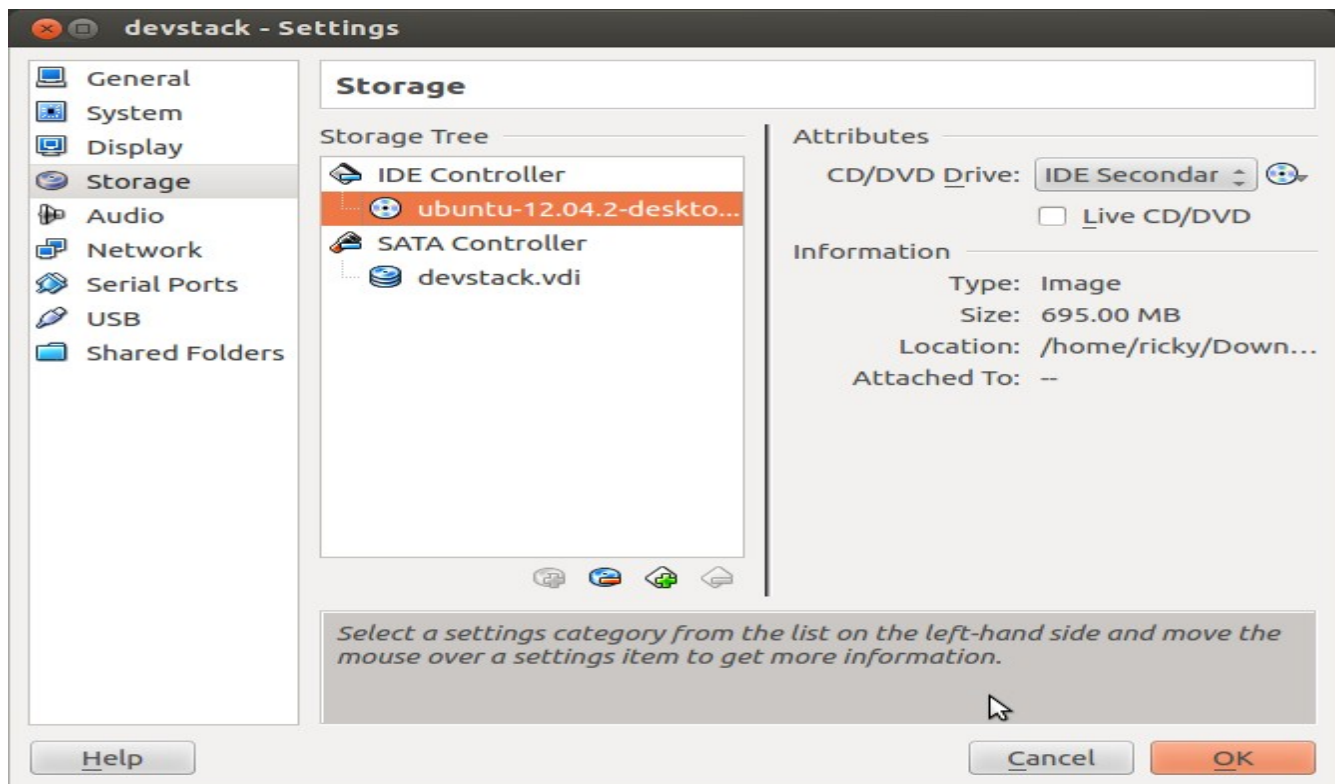 devstack - Settings
General
System
Display
Storage
Audio
Network
Serial Ports
USB
Shared Folders
Storage
Storage Tree
IDE Controller
ubuntu-12.04.2-deskto...
SATA Controller
devstack.vdi
Attributes
CD/DVD Drive: IDE Secondar
Live CD/DVD
Information
Type: Image
Size: 695.00 MB
Location: /home/ricky/Down...
Attached To: --
Select a settings category from the list on the left-hand side and move the
mouse over a settings item to get more information.
Help
Cancel
OK